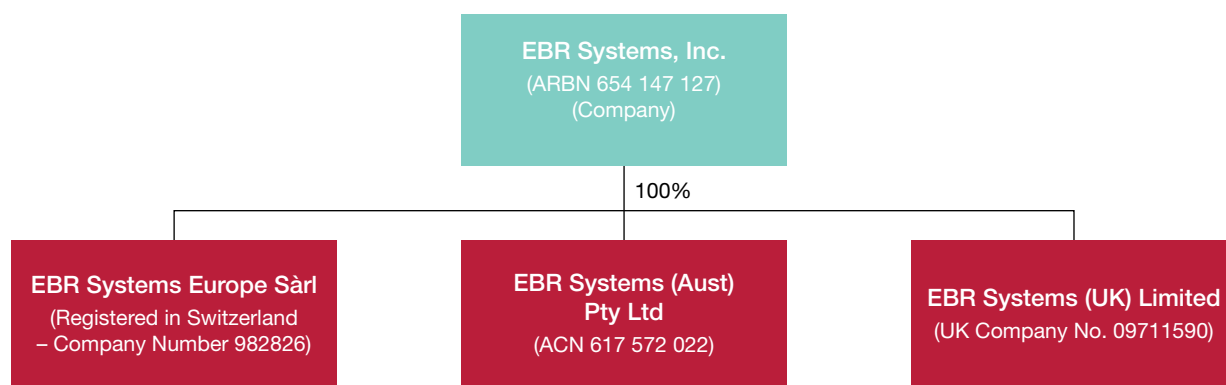 EBR Systems, Inc.
(ARBN 654 147 127)
(Company)
100%
EBR Systems Europe Sàrl
(Registered in Switzerland
– Company Number 982826)
EBR Systems (Aust)
Pty Ltd
(ACN 617 572 022)
EBR Systems (UK) Limited
(UK Company No. 09711590)